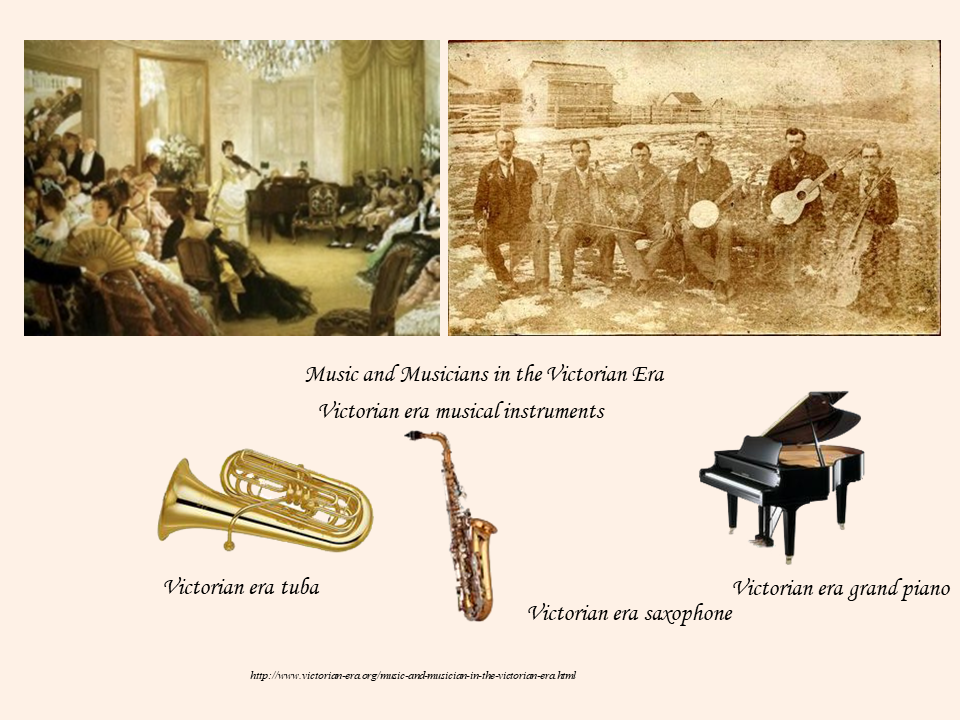 Music and Musicians in the Victorian Era
Victorian era musical instruments
Victorian era tuba
Victorian era saxophone
Victorian era grand piano
http://www.victorian-era.org/music-and-musician-in-the-victorian-era.html